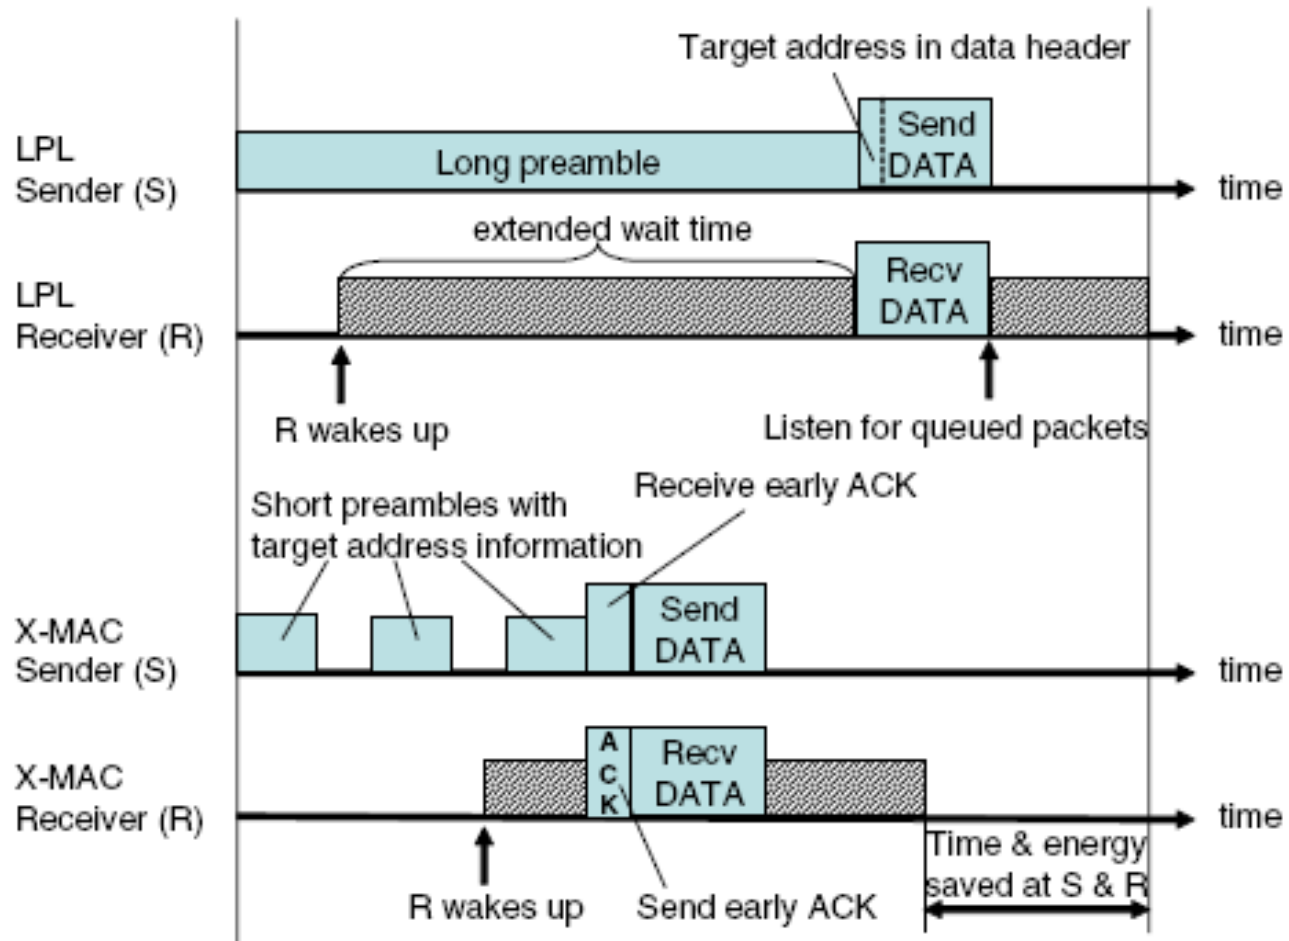 Target address in data header
LPL
Sender (S)
Long preamble
Send
DATA
time
extended wait time
LPL
Receiver (R)
Recv
DATA
time
R wakes up
Listen for queued packets
Receive early ACK
Short preambles with
target address information
X-MAC
Sender (S)
Send
DATA
time
X-MAC
Receiver (R)
A
C
K
Recv
DATA
time
Time & energy
saved at S & R
R wakes up
Send early ACK